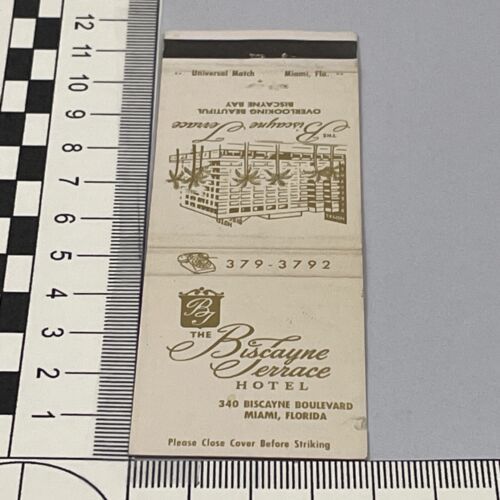 Universal Match Miami, Fla.
THE
Biscayne Terrace
OVERLOOKING BEAUTIFUL
BISCAYNE BAY
HOTEL
379-3792
BT
THE
Biscayne
Terrace
HOTEL
340 BISCAYNE BOULEVARD
MIAMI, FLORIDA
Please Close Cover Before Striking
12
11
10
9
8
7
6
5
4
3
2
1